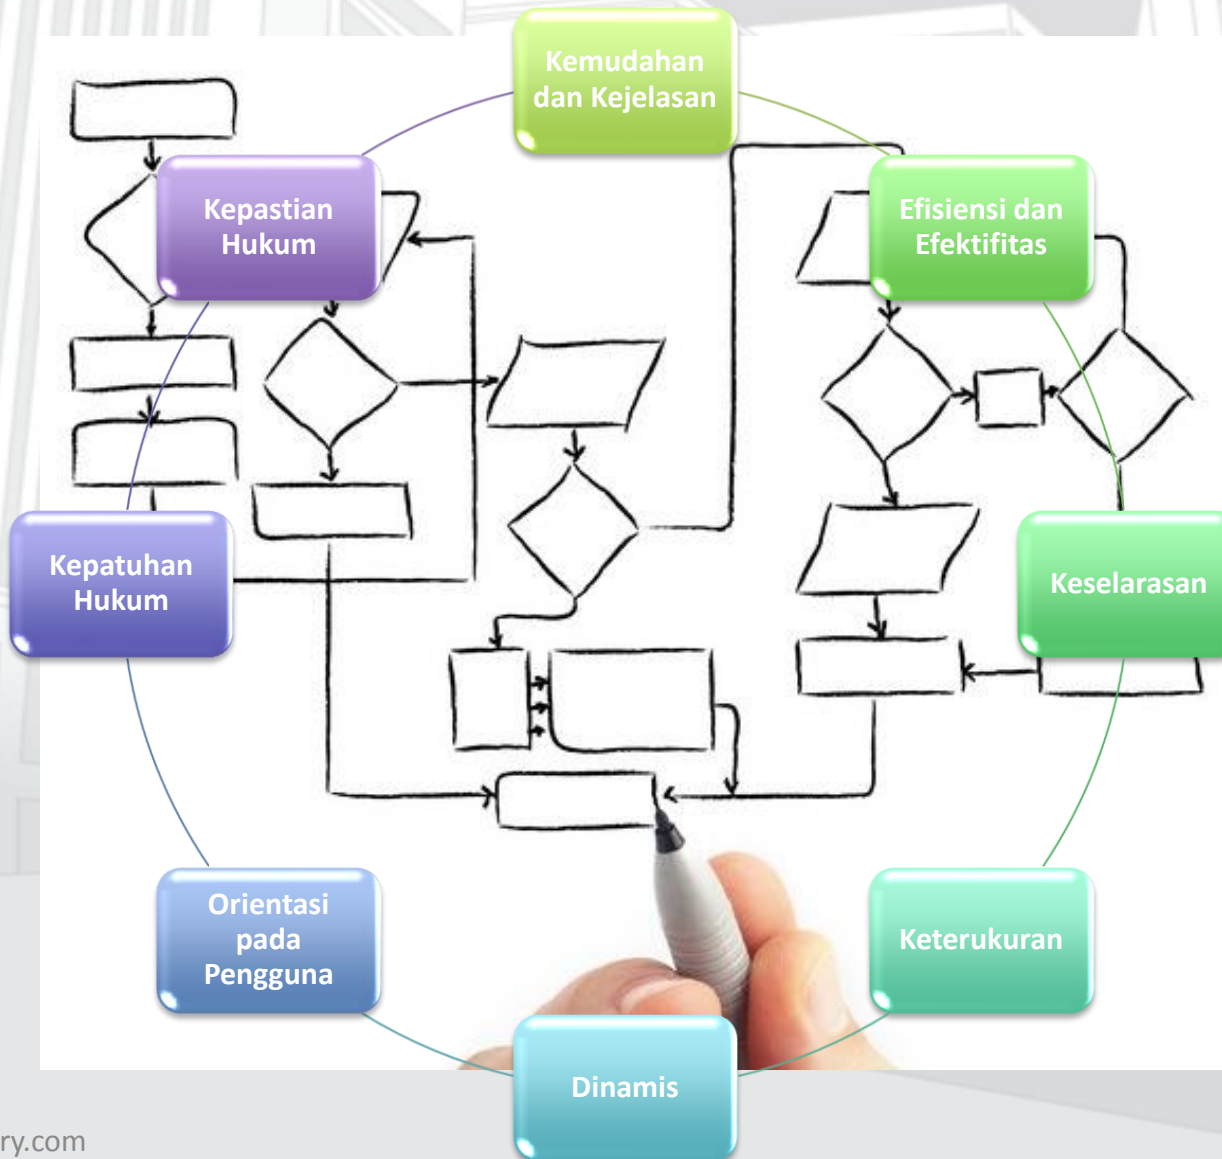 Kemudahan
dan Kejelasan
Efisiensi dan
Efektifitas
Keselarasan
Keterukuran
Dinamis
Orientasi
pada
Pengguna
Kepatuhan
Hukum
Kepastian
Hukum
ry.com